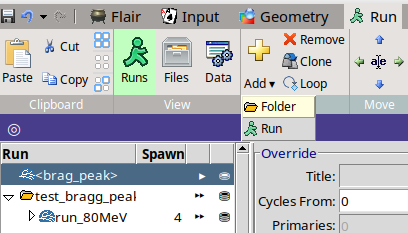 Flair Input Geometry Run
Paste Cut Copy Runs Files Data Add ▾ Remove Clone Loop aIe
Clipboard View Move
Folder
Run
Run Spawn Override
<brag_peak> Title:
test_bragg_peal Cycles From: 0
run_80MeV 4 Primaries: 0